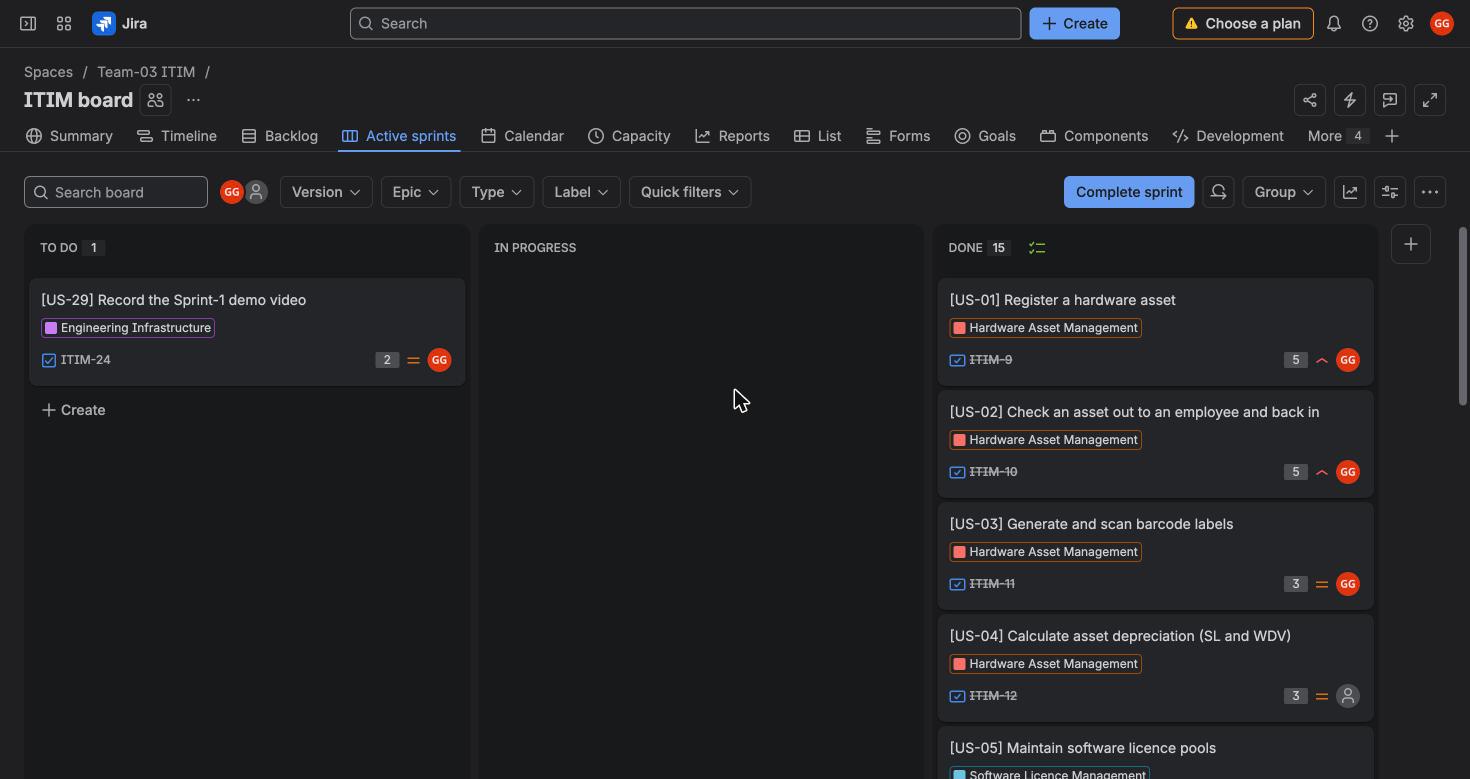 Jira
Search
Create
Choose a plan
GG
Spaces / Team-03 ITIM /
ITIM board
Summary
Timeline
Backlog
Active sprints
Calendar
Capacity
Reports
List
Forms
Goals
Components
Development
More 4
Search board
GG
Version
Epic
Type
Label
Quick filters
Complete sprint
Group
TO DO 1
[US-29] Record the Sprint-1 demo video
Engineering Infrastructure
ITIM-24
2
GG
Create
IN PROGRESS
DONE 15
[US-01] Register a hardware asset
Hardware Asset Management
ITIM-9
5
GG
[US-02] Check an asset out to an employee and back in
Hardware Asset Management
ITIM-10
5
GG
[US-03] Generate and scan barcode labels
Hardware Asset Management
ITIM-11
3
GG
[US-04] Calculate asset depreciation (SL and WDV)
Hardware Asset Management
ITIM-12
3
[US-05] Maintain software licence pools
Software Licence Management